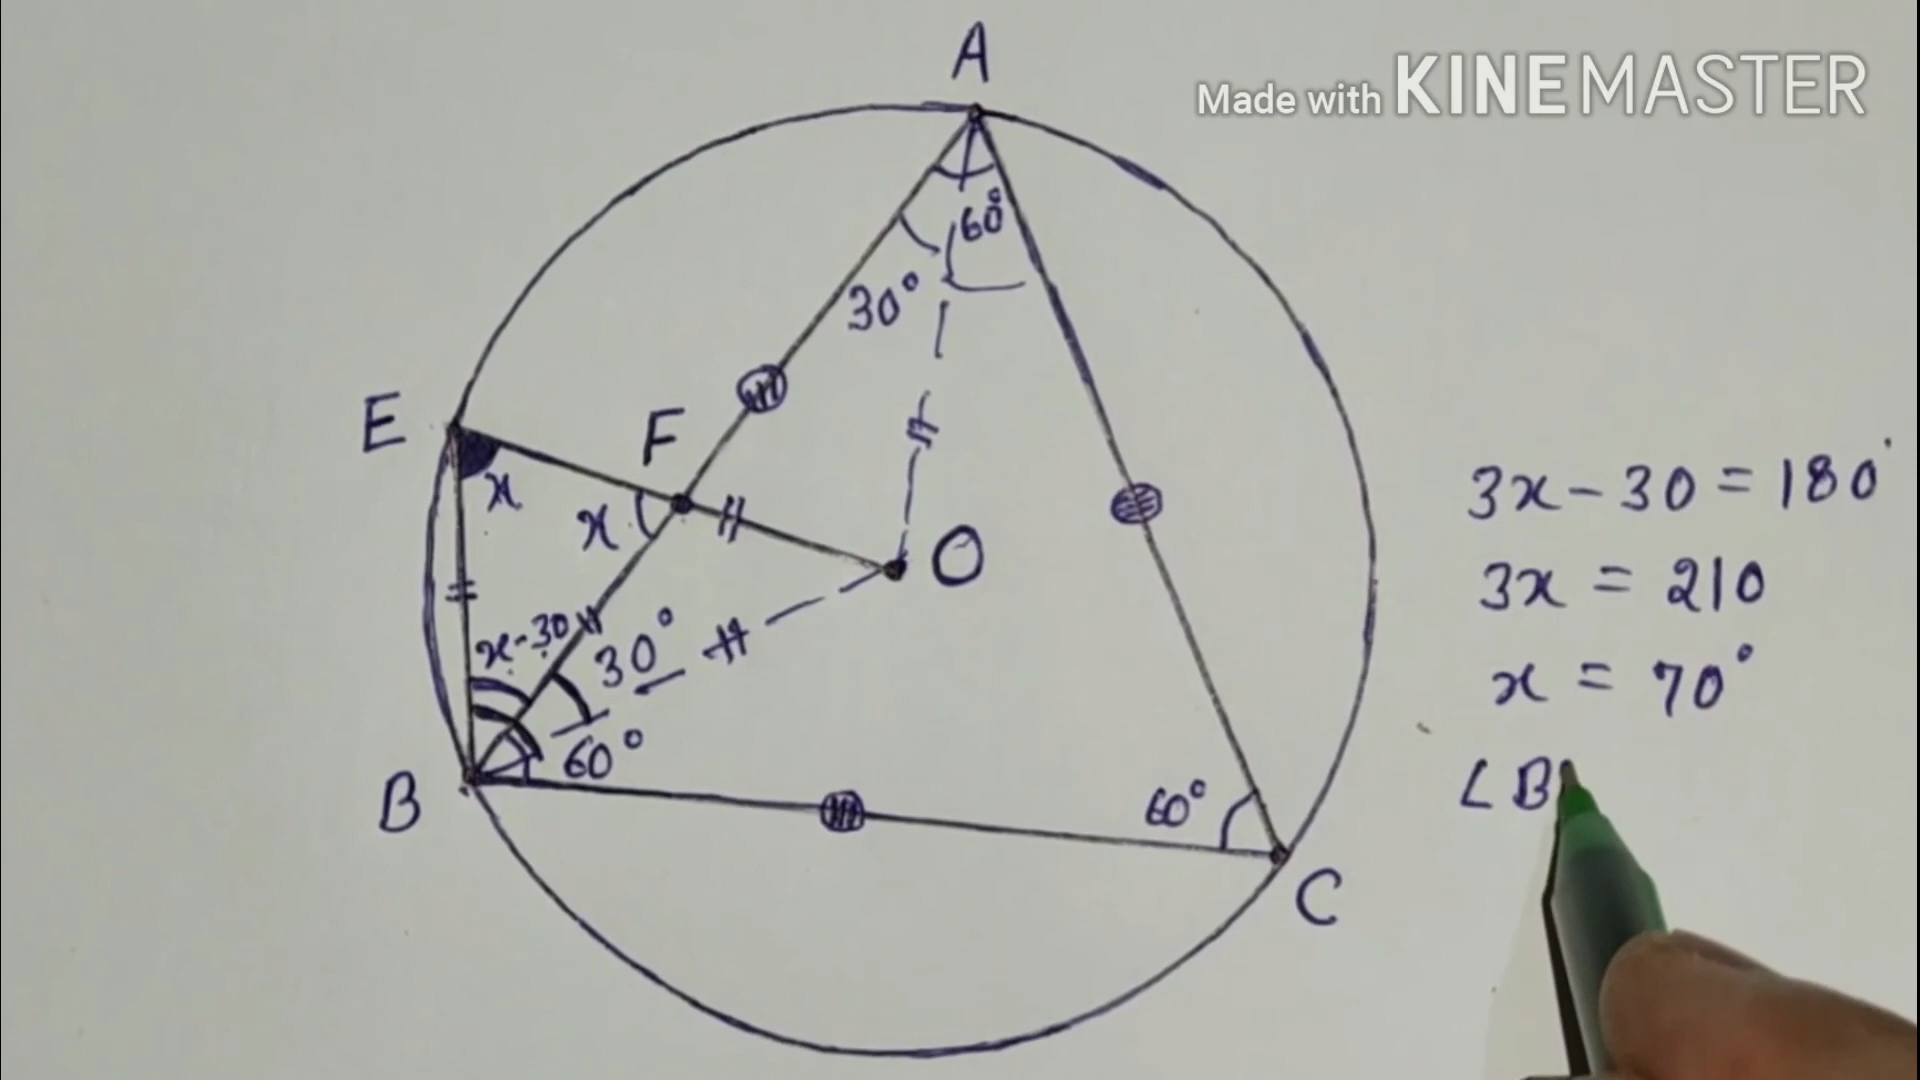 A
Made with KINEMASTER
60°
30°
E
F
x
x
O
x-30
30°
60°
B
60°
C
3x - 30 = 180°
3x = 210
x = 70°
∠B